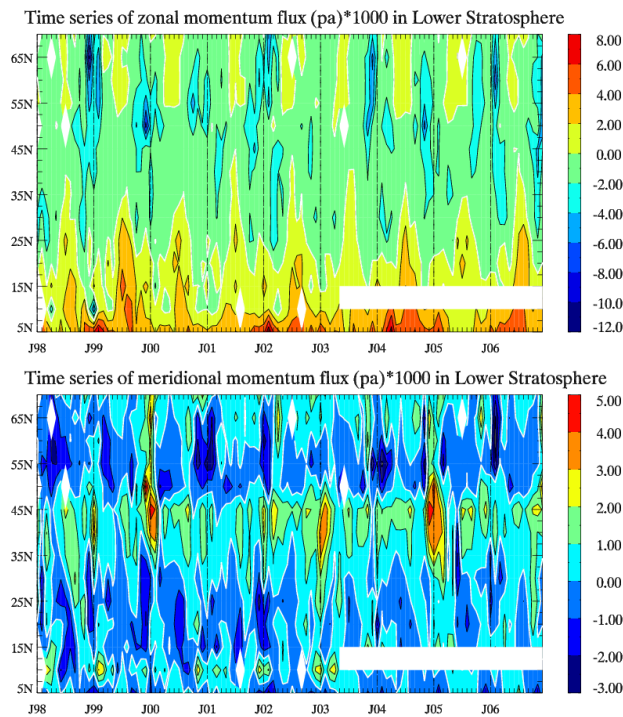 Time series of zonal momentum flux (pa)*1000 in Lower Stratosphere
65N
55N
45N
35N
25N
15N
5N
J98 J99 J00 J01 J02 J03 J04 J05 J06
8.00
6.00
4.00
2.00
0.00
-2.00
-4.00
-6.00
-8.00
-10.0
-12.0
Time series of meridional momentum flux (pa)*1000 in Lower Stratosphere
65N
55N
45N
35N
25N
15N
5N
J98 J99 J00 J01 J02 J03 J04 J05 J06
5.00
4.00
3.00
2.00
1.00
0.00
-1.00
-2.00
-3.00